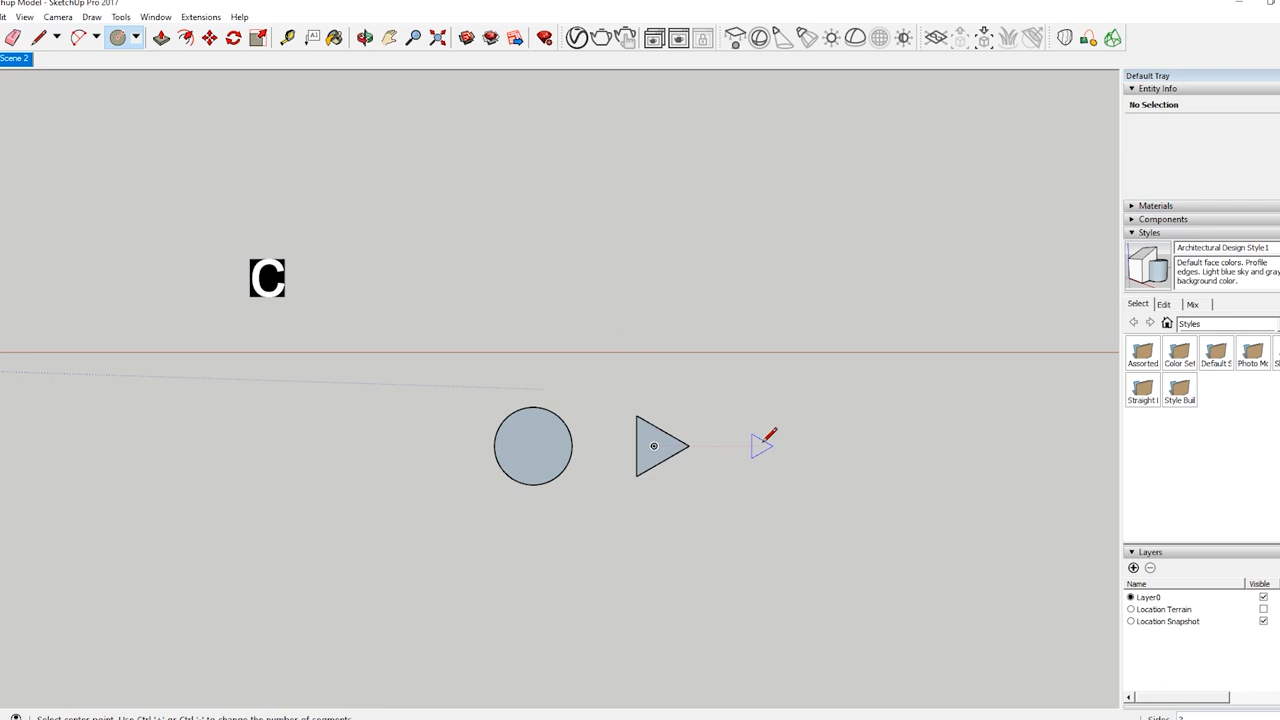 hup Model - SketchUp Pro 2017
it View Camera Draw Tools Window Extensions Help
A1
Scene 2
Default Tray
Entity Info
No Selection
C
Materials
Components
Styles
Architectural Design Style1
Default face colors. Profile
edges. Light blue sky and gray
background color.
Select Edit Mix
Styles
Assorted Color Set Default S Photo Mo
Straight L Style Buil
Layers
Name Visible
Layer0
Location Terrain
Location Snapshot
Select center point. Use Ctrl '+' or Ctrl '-' to change the number of segments.
Sides